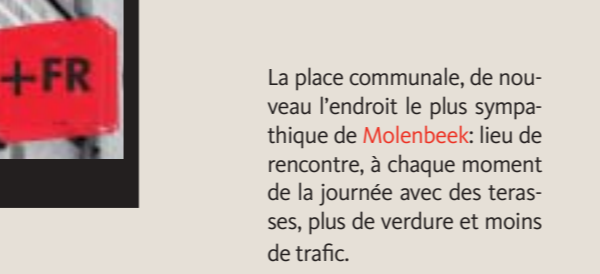 +FR
La place communale, de nou-
veau l'endroit le plus sympa-
thique de Molenbeek: lieu de
rencontre, à chaque moment
de la journée avec des teras-
ses, plus de verdure et moins
de trafic.